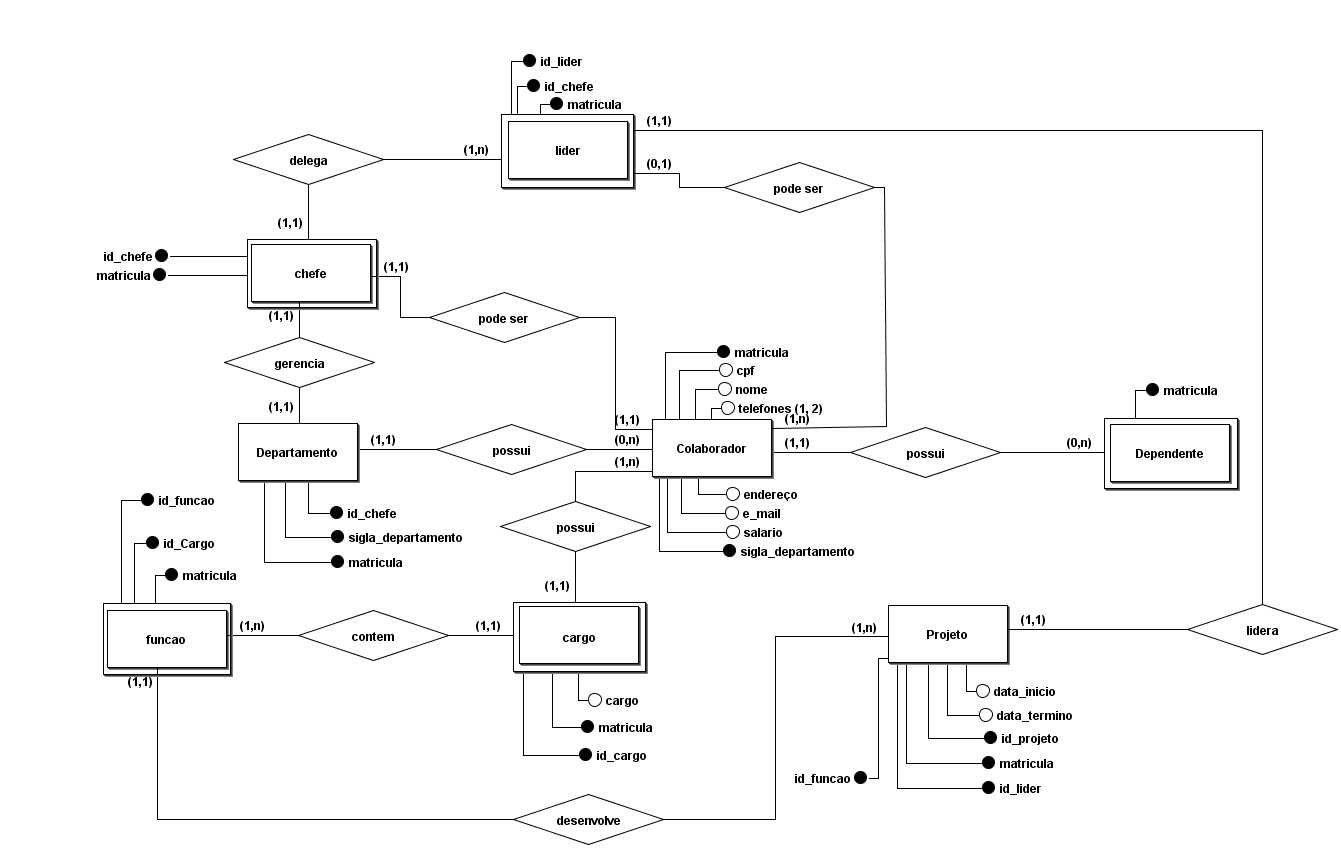 id_lider
id_chefe
matricula
(1,1)
lider
(1,n)
delega
(0,1)
pode ser
(1,1)
id_chefe
matricula
chefe
(1,1)
(1,1)
pode ser
gerencia
matricula
cpf
nome
telefones (1, 2)
matricula
(1,1)
(1,1)
(1,n)
Departamento
(1,1)
possui
(0,n)
Colaborador
(1,1)
possui
(0,n)
Dependente
(1,n)
id_funcao
id_chefe
endereço
id_Cargo
sigla_departamento
e_mail
possui
salario
matricula
matricula
sigla_departamento
(1,1)
funcao
(1,n)
contem
(1,1)
cargo
(1,n)
Projeto
(1,1)
lidera
(1,1)
cargo
data_inicio
matricula
data_termino
id_cargo
id_projeto
matricula
id_funcao
id_lider
desenvolve